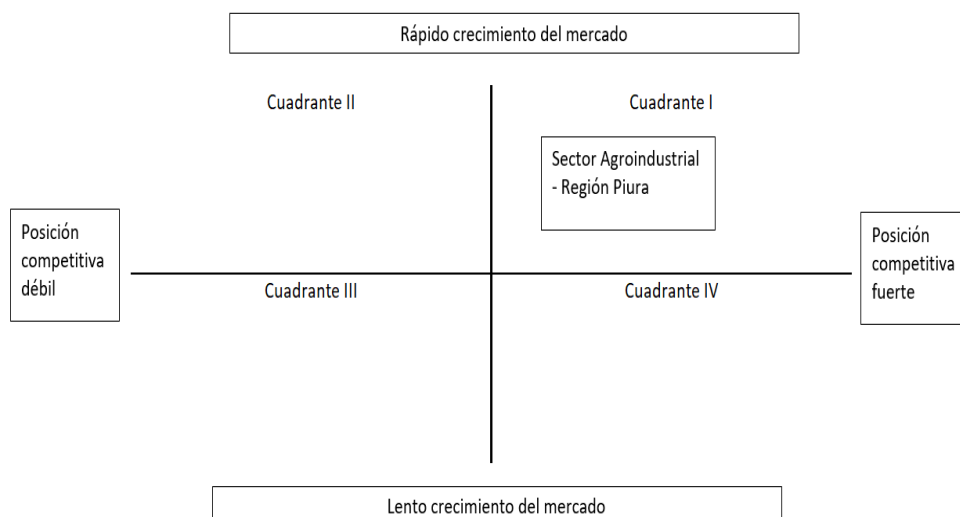 Rápido crecimiento del mercado
Cuadrante II
Cuadrante I
Sector Agroindustrial
- Región Piura
Posición
competitiva
débil
Posición
competitiva
fuerte
Cuadrante III
Cuadrante IV
Lento crecimiento del mercado